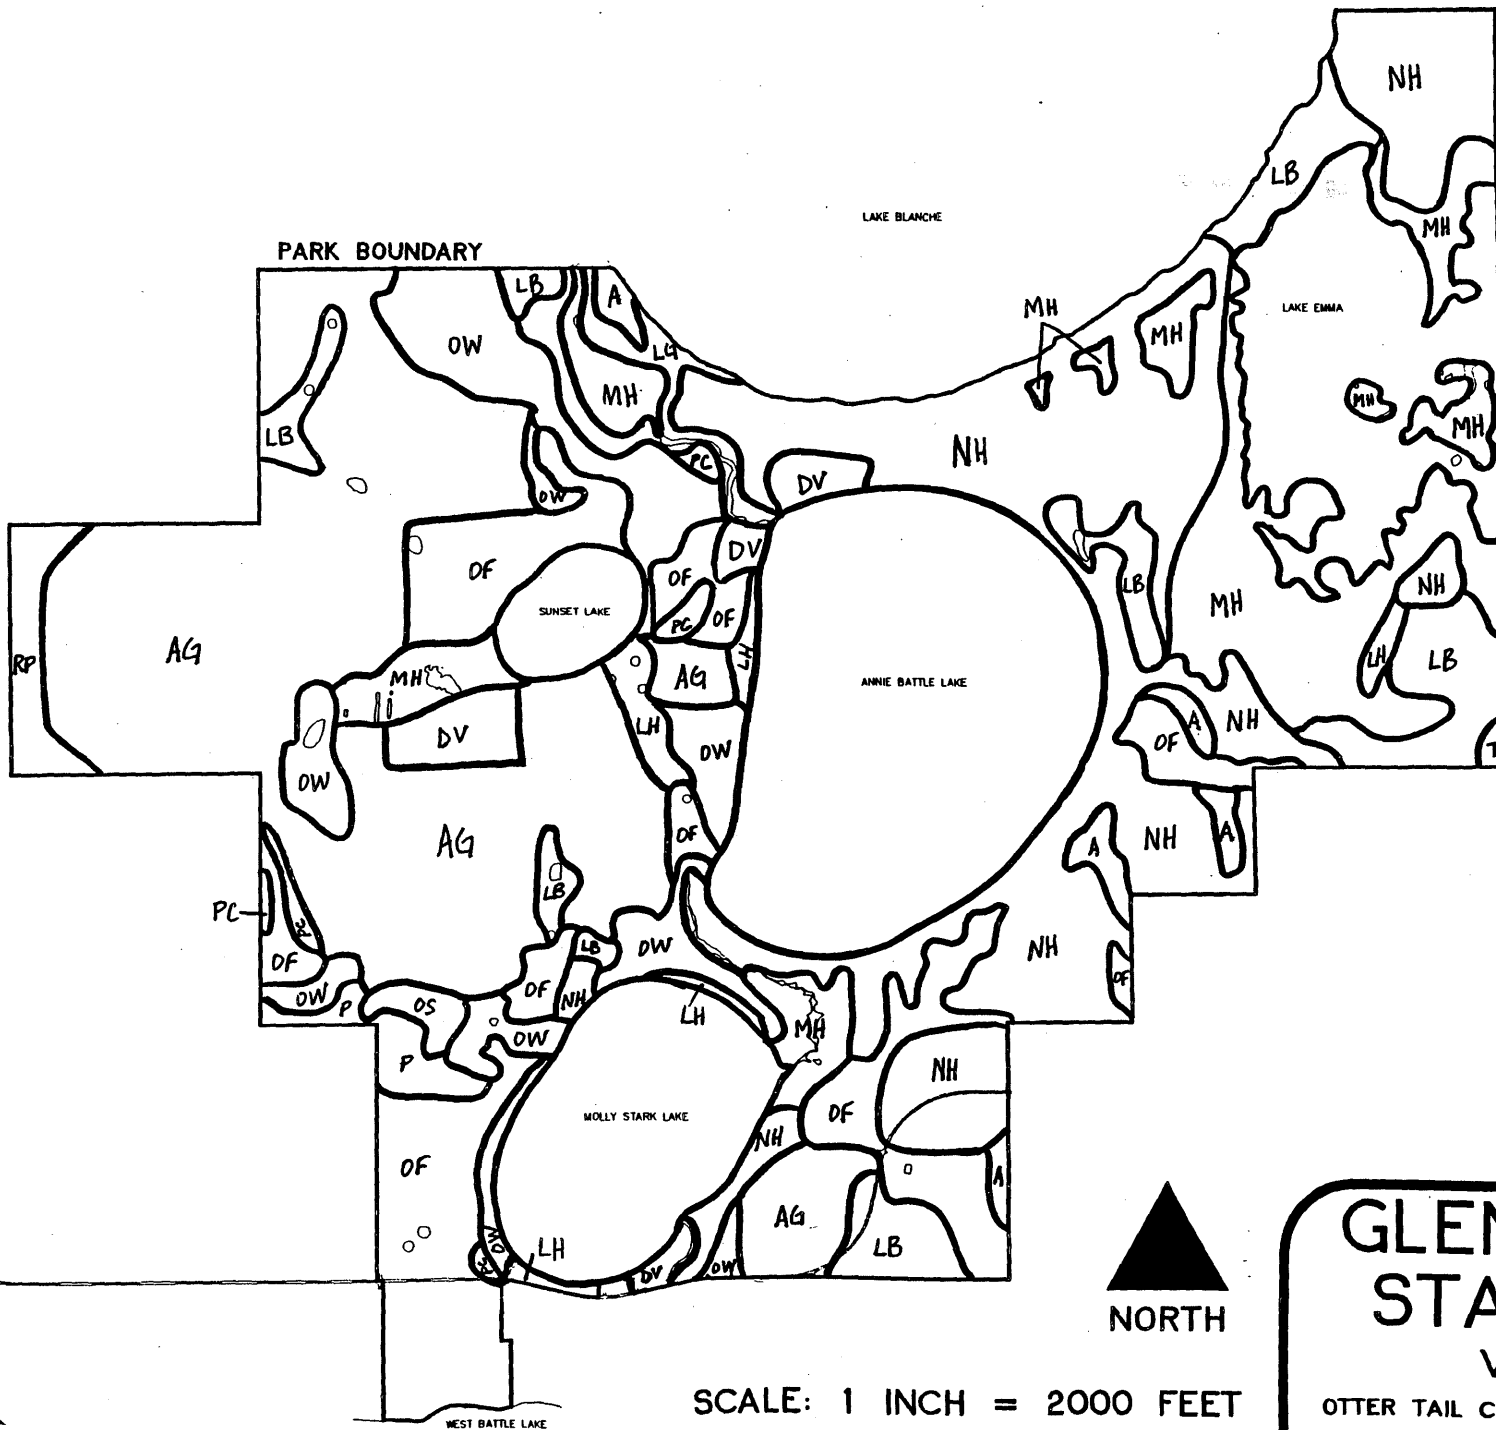 NH
LB
LAKE BLANCHE
MH
PARK BOUNDARY
LB
A
MH
LAKE EMMA
OW
LG
MH
MH
MH
MH
LB
NH
PC
DV
OW
OF
DV
OF
NH
LB
SUNSET LAKE
PC
OF
MH
AG
RP
LH
LH
LB
MH
AG
ANNIE BATTLE LAKE
LH
A
NH
DV
OF
OW
OW
T
AG
OF
NH
A
A
LB
PC
PC
OW
LB
NH
OF
OF
OF
NH
OW
P
OS
LH
MH
OW
P
NH
MOLLY STARK LAKE
OF
NH
OF
A
AG
OW
LH
LB
DV
OW
GLEN
STA
NORTH
SCALE: 1 INCH = 2000 FEET
OTTER TAIL C
WEST BATTLE LAKE